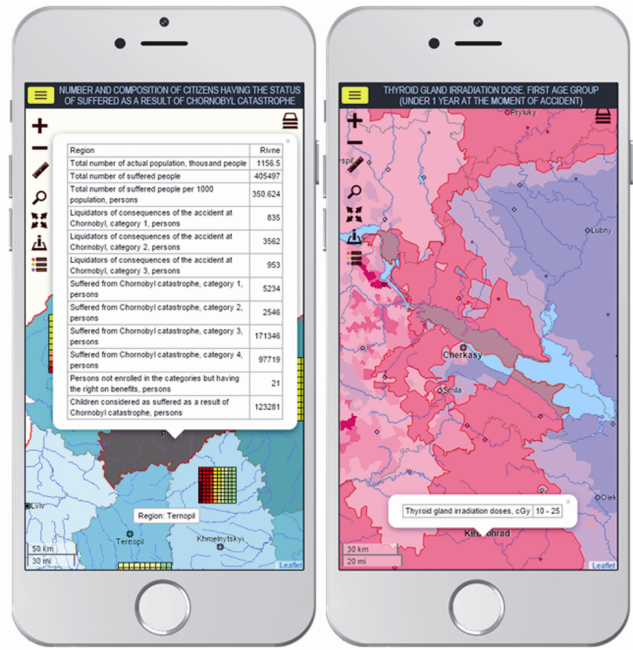 NUMBER AND COMPOSITION OF CITIZENS HAVING THE STATUS
OF SUFFERED AS A RESULT OF CHORNOBYL CATASTROPHE
Region Rivne
Total number of actual population, thousand people 1156.5
Total number of suffered people 405497
Total number of suffered people per 1000
population, persons 350.624
Liquidators of consequences of the accident at
Chornobyl, category 1, persons 835
Liquidators of consequences of the accident at
Chornobyl, category 2, persons 3562
Liquidators of consequences of the accident at
Chornobyl, category 3, persons 953
Suffered from Chornobyl catastrofe, category 1,
persons 5234
Suffered from Chornobyl catastrofe, category 2,
persons 2546
Suffered from Chornobyl catastrofe, category 3,
persons 171346
Suffered from Chornobyl catastrofe, category 4,
persons 97719
Persons not enrolled in the categories but having
the right on benefits, persons 21
Children considered as suffered as a result of
Chornobyl catastrofe, persons 123281
Lviv
Region: Ternopil
Ternopil
Khmelnytskyi
50 km
30 mi
Leaflet
THYROID GLAND IRRADIATION DOSE. FIRST AGE GROUP
(UNDER 1 YEAR AT THE MOMENT OF ACCIDENT)
Pryluky
Lubny
Cherkasy
Smila
Olek
Thyroid gland irradiation doses, cGy 10 - 25
30 km
20 mi
Leaflet